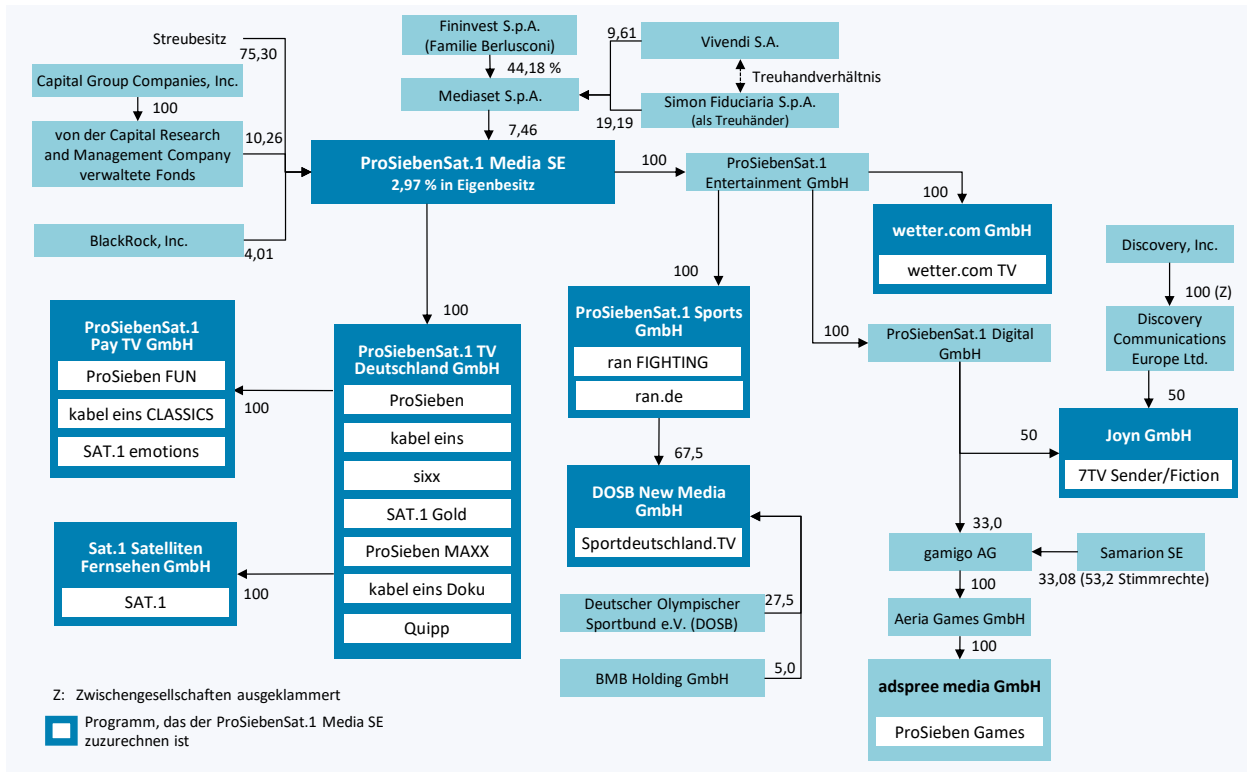 Streubesitz
75,30
Capital Group Companies, Inc.
100
von der Capital Research
and Management Company
verwaltete Fonds
10,26
BlackRock, Inc.
4,01
Fininvest S.p.A.
(Familie Berlusconi)
44,18 %
Mediaset S.p.A.
7,46
9,61
Vivendi S.A.
Treuhandverhältnis
Simon Fiduciaria S.p.A.
(als Treuhänder)
19,19
ProSiebenSat.1 Media SE
2,97 % in Eigenbesitz
100
ProSiebenSat.1
Entertainment GmbH
100
wetter.com GmbH
wetter.com TV
Discovery, Inc.
100 (Z)
Discovery
Communications
Europe Ltd.
50
100
ProSiebenSat.1
Pay TV GmbH
ProSieben FUN
kabel eins CLASSICS
SAT.1 emotions
100
Sat.1 Satelliten
Fernsehen GmbH
SAT.1
100
ProSiebenSat.1 TV
Deutschland GmbH
ProSieben
kabel eins
sixx
SAT.1 Gold
ProSieben MAXX
kabel eins Doku
Quipp
100
ProSiebenSat.1 Sports
GmbH
ran FIGHTING
ran.de
67,5
DOSB New Media
GmbH
Sportdeutschland.TV
Deutscher Olympischer
Sportbund e.V. (DOSB)
27,5
BMB Holding GmbH
5,0
100
ProSiebenSat.1 Digital
GmbH
50
Joyn GmbH
7TV Sender/Fiction
33,0
gamigo AG
Samarion SE
33,08 (53,2 Stimmrechte)
100
Aeria Games GmbH
100
adspree media GmbH
ProSieben Games
Z: Zwischengesellschaften ausgeklammert
Programm, das der ProSiebenSat.1 Media SE
zuzurechnen ist